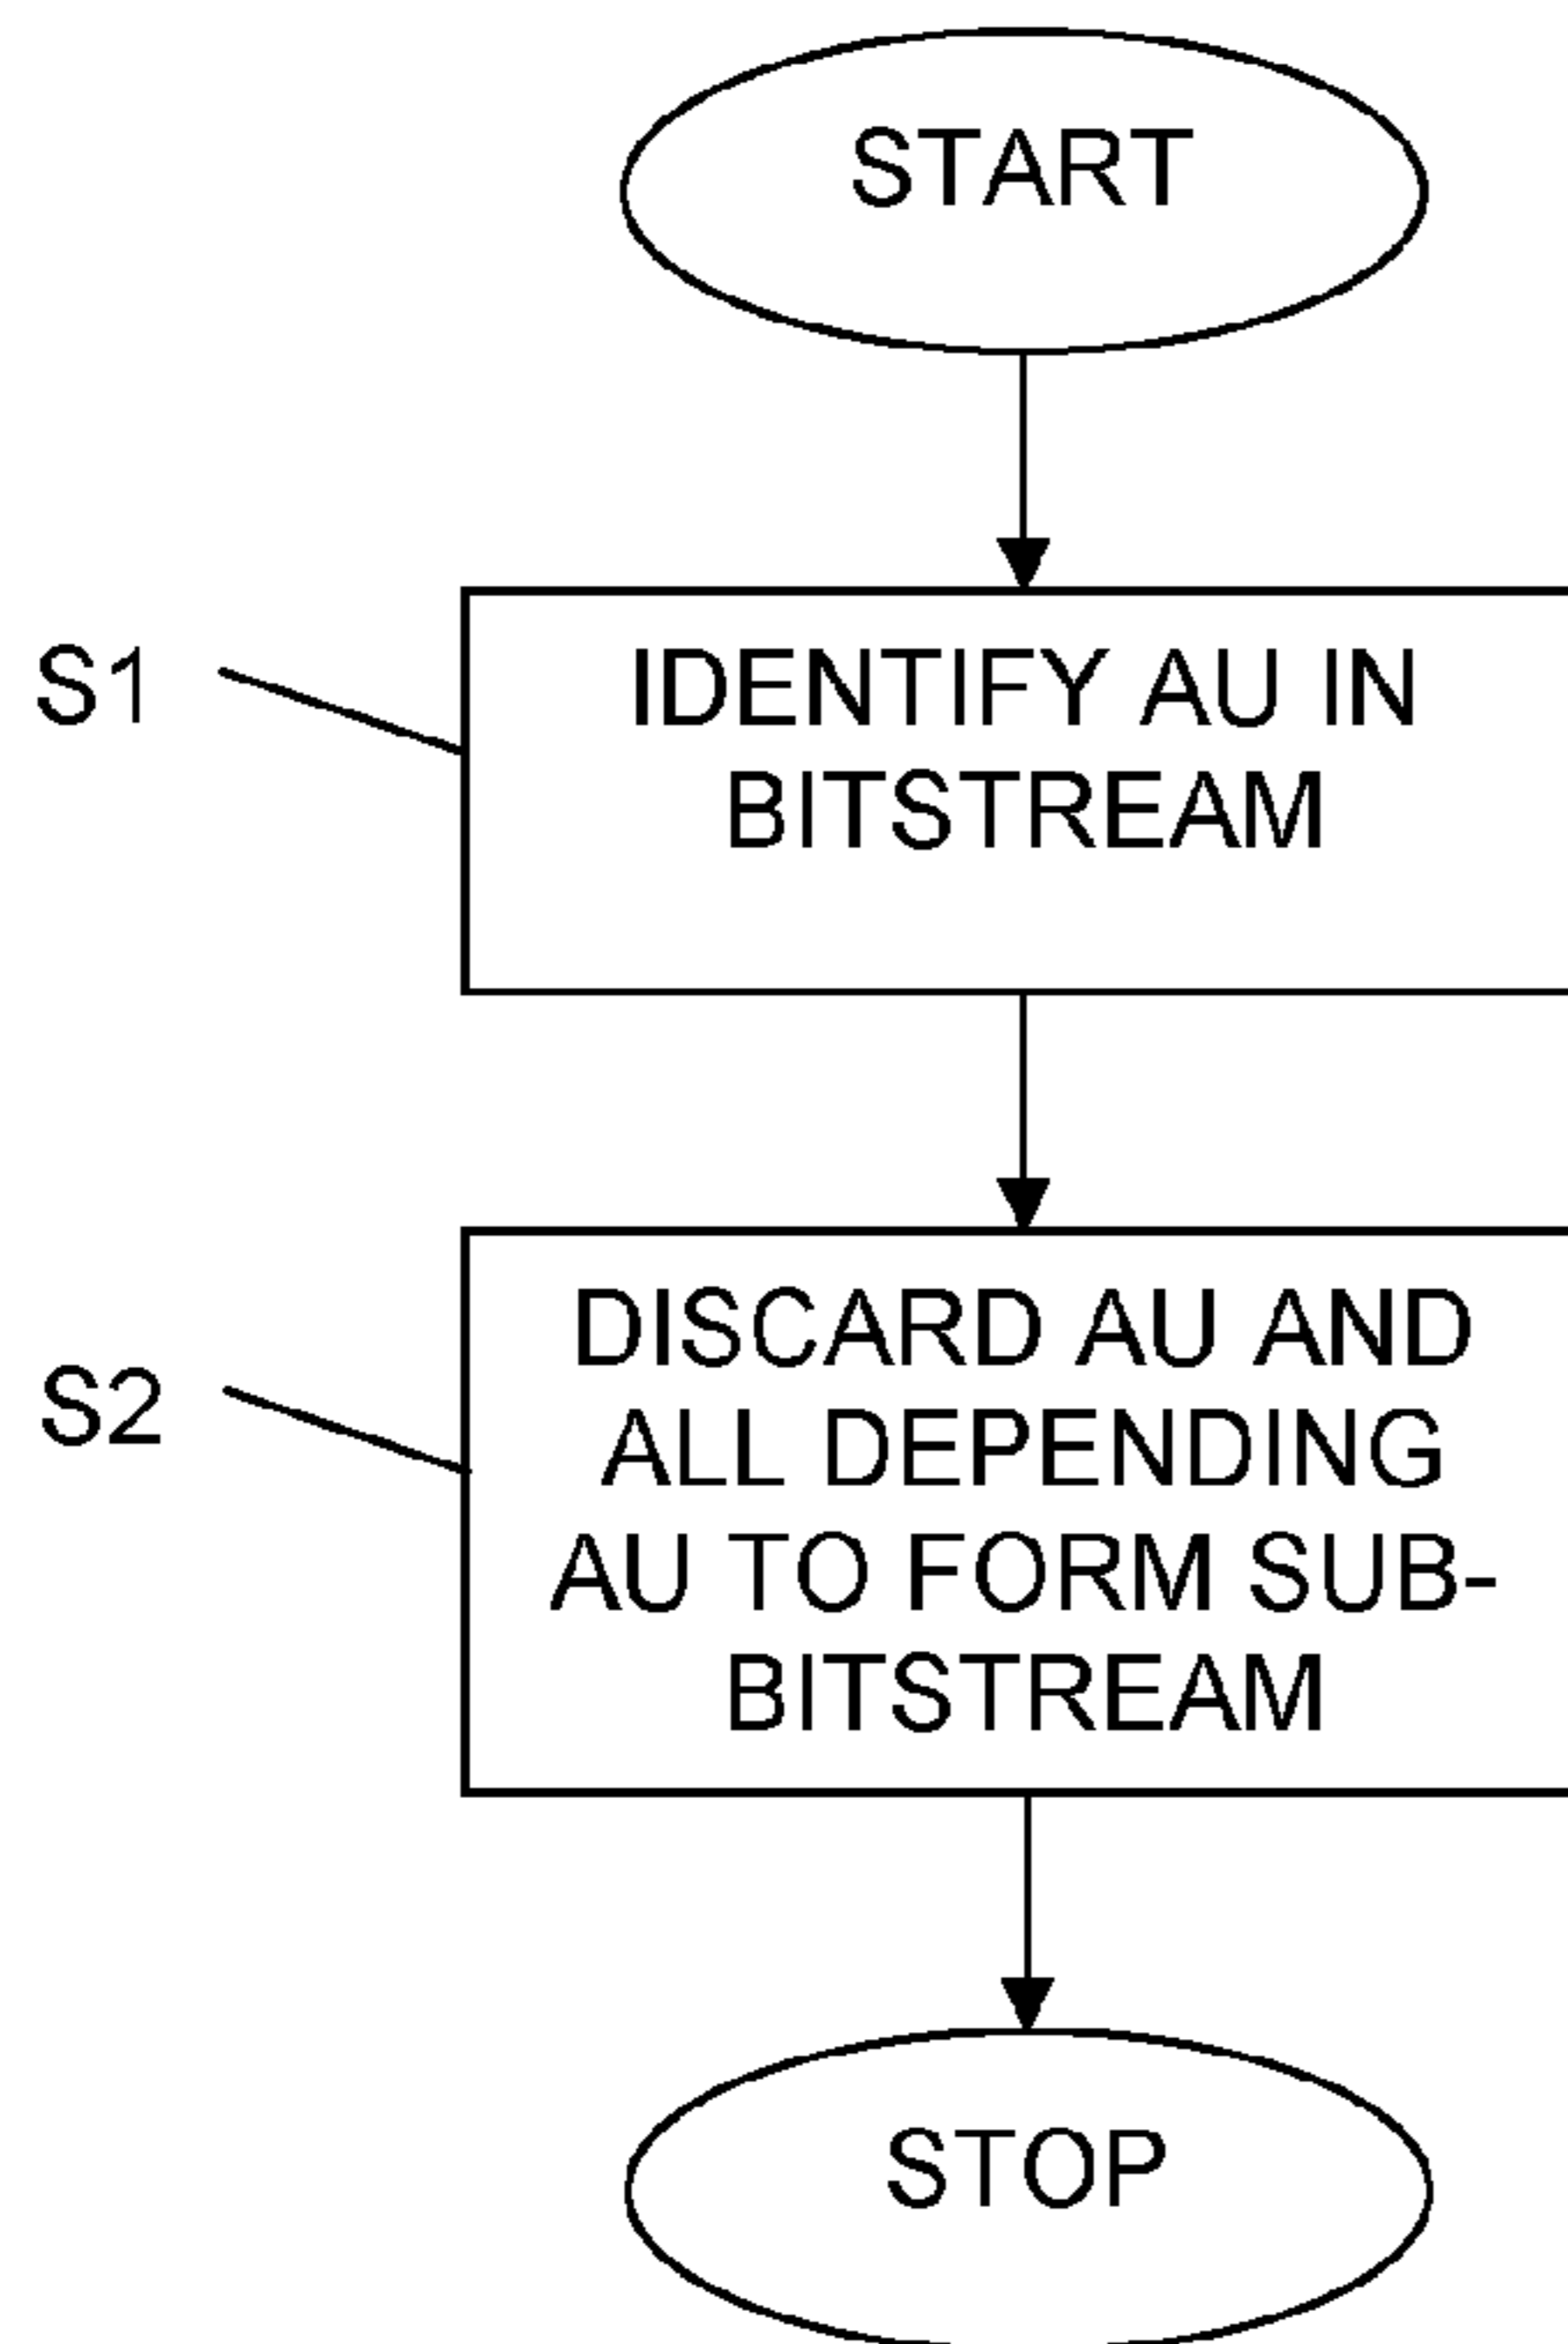 START
S1
IDENTIFY AU IN
BITSTREAM
S2
DISCARD AU AND
ALL DEPENDING
AU TO FORM SUB-
BITSTREAM
STOP